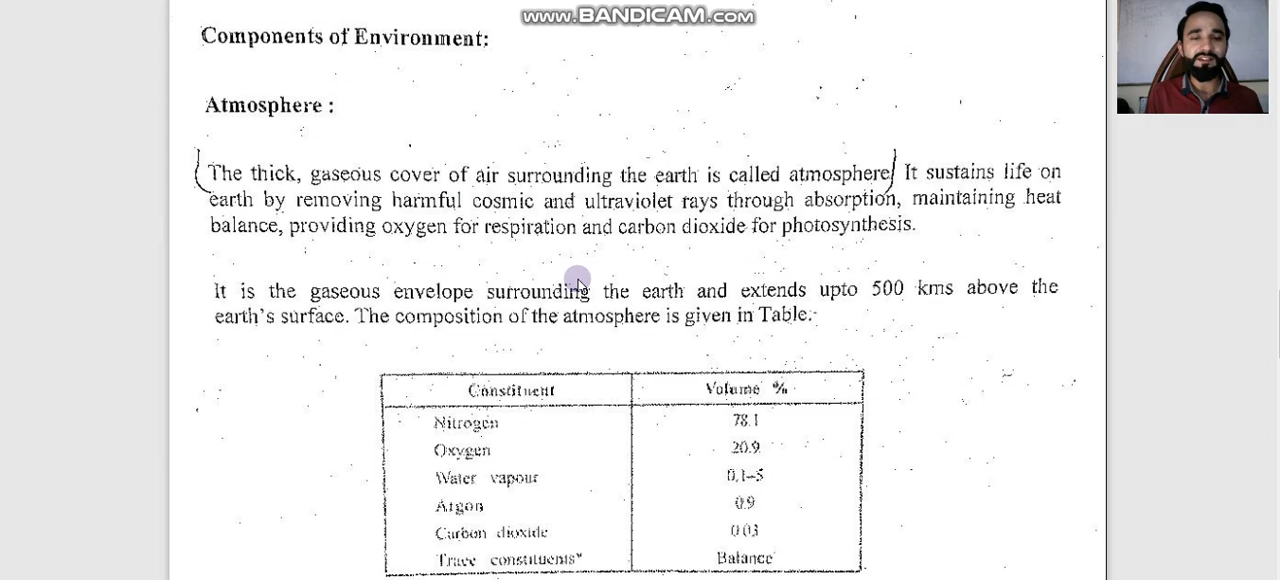 www.BANDICAM.com
Components of Environment:
Atmosphere :
The thick, gaseous cover of air surrounding the earth is called atmosphere It sustains life on
earth by removing harmful cosmic and ultraviolet rays through absorption, maintaining heat
balance, providing oxygen for respiration and carbon dioxide for photosynthesis.
It is the gaseous envelope surrounding the earth and extends upto 500 kms above the
earth's surface. The composition of the atmosphere is given in Table:-
Constituent Volume %
Nitrogen 78.1
Oxygen 20.9
Water vapour 0.1–5
Argon 0.9
Carbon dioxide 0.03
Trace constituents* Balance